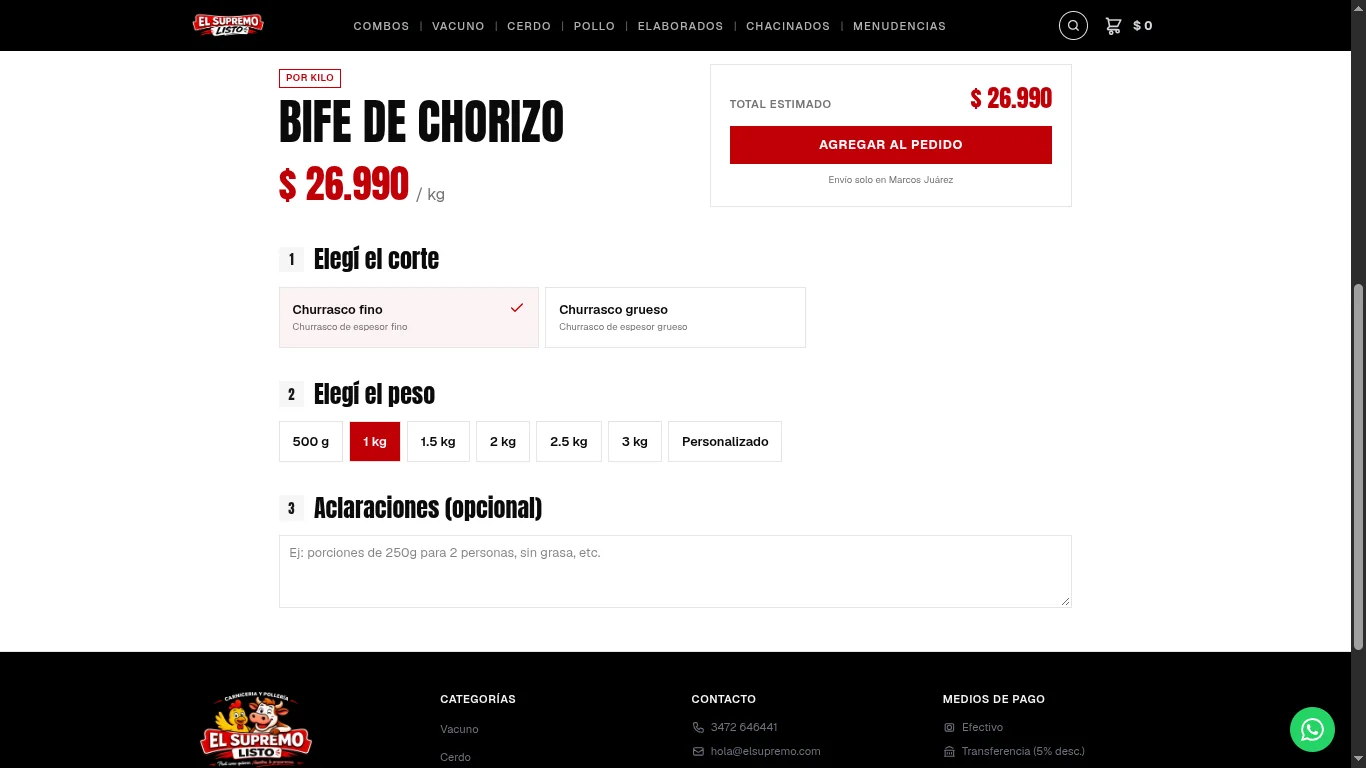 EL SUPREMO
LISTO
COMBOS | VACUNO | CERDO | POLLO | ELABORADOS | CHACINADOS | MENUDENCIAS
$ 0
POR KILO
BIFE DE CHORIZO
$ 26.990 / kg
TOTAL ESTIMADO
$ 26.990
AGREGAR AL PEDIDO
Envío solo en Marcos Juárez
1 Elegí el corte
Churrasco fino
Churrasco de espesor fino
Churrasco grueso
Churrasco de espesor grueso
2 Elegí el peso
500 g
1 kg
1.5 kg
2 kg
2.5 kg
3 kg
Personalizado
3 Aclaraciones (opcional)
Ej: porciones de 250g para 2 personas, sin grasa, etc.
CARNICERIA Y POLLERIA
EL SUPREMO
LISTO
CATEGORÍAS
Vacuno
Cerdo
CONTACTO
3472 646441
hola@elsupremo.com
MEDIOS DE PAGO
Efectivo
Transferencia (5% desc.)